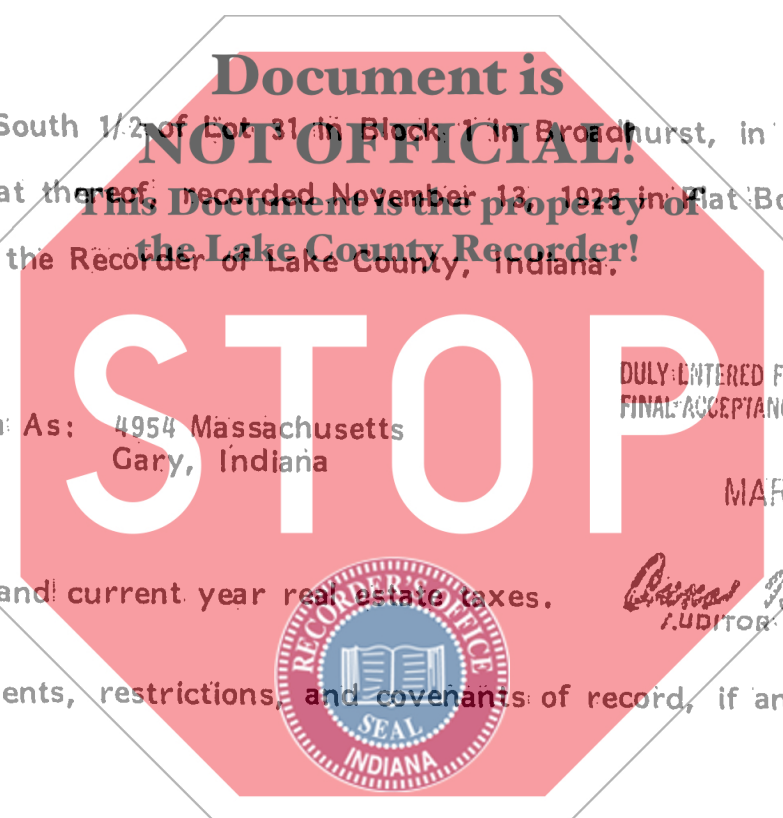 Document is
South 1/2 of Lot 31 in Block 1 in Broadhurst, in
NOT OFFICIAL!
at thereof, recorded November 13, 1925 in Plat Bo
This Document is the property of
the Lake County Recorder!
the Recorder of Lake County, Indiana.
STOP
DULY ENTERED F
FINAL ACCEPTANC
As: 4954 Massachusetts
Gary, Indiana
MAR
and current year real estate taxes.
AUDITOR
RECORDER'S OFFICE
ents, restrictions, and covenants of record, if an
SEAL
INDIANA